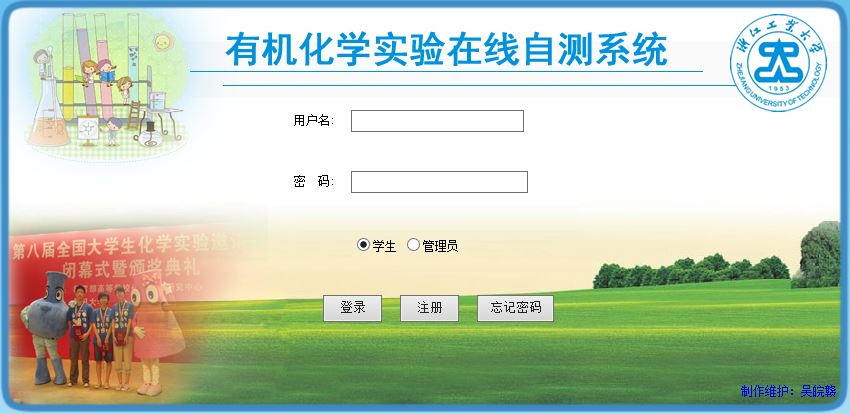 有机化学实验在线自测系统
浙江工业大学
ZHEJIANG UNIVERSITY OF TECHNOLOGY
1953
用户名:
密 码:
学生 管理员
第八届全国大学生化学实验邀
闭幕式暨颁奖典礼
登录 注册 忘记密码
制作维护：吴皖赣